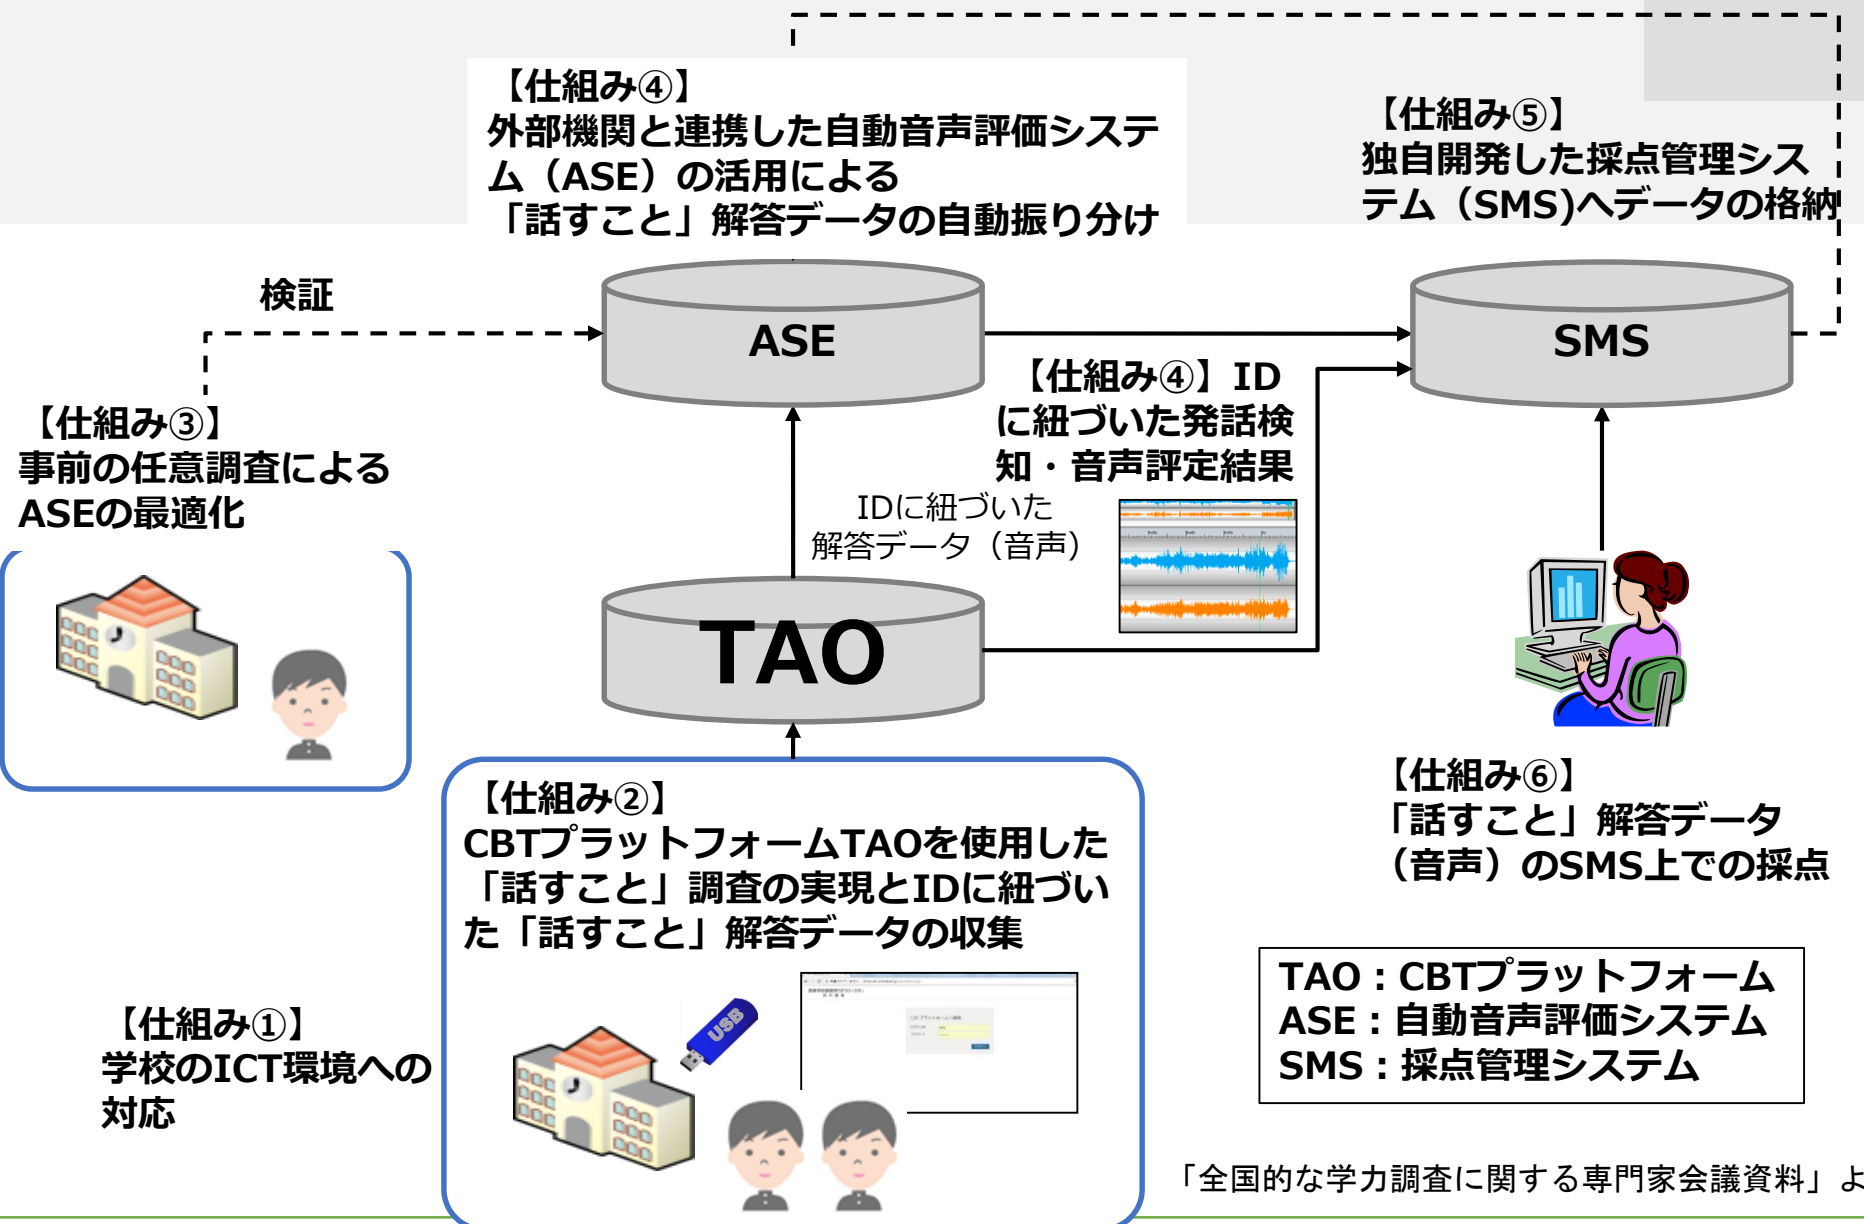 【仕組み④】
外部機関と連携した自動音声評価システ
ム（ASE）の活用による
「話すこと」解答データの自動振り分け
【仕組み⑤】
独自開発した採点管理シス
テム（SMS)へデータの格納
検証
ASE
SMS
【仕組み④】ID
に紐づいた発話検
知・音声評定結果
【仕組み③】
事前の任意調査による
ASEの最適化
IDに紐づいた
解答データ（音声）
TAO
【仕組み②】
CBTプラットフォームTAOを使用した
「話すこと」調査の実現とIDに紐づい
た「話すこと」解答データの収集
USB
【仕組み⑥】
「話すこと」解答データ
（音声）のSMS上での採点
【仕組み①】
学校のICT環境への
対応
TAO：CBTプラットフォーム
ASE：自動音声評価システム
SMS：採点管理システム
「全国的な学力調査に関する専門家会議資料」よ